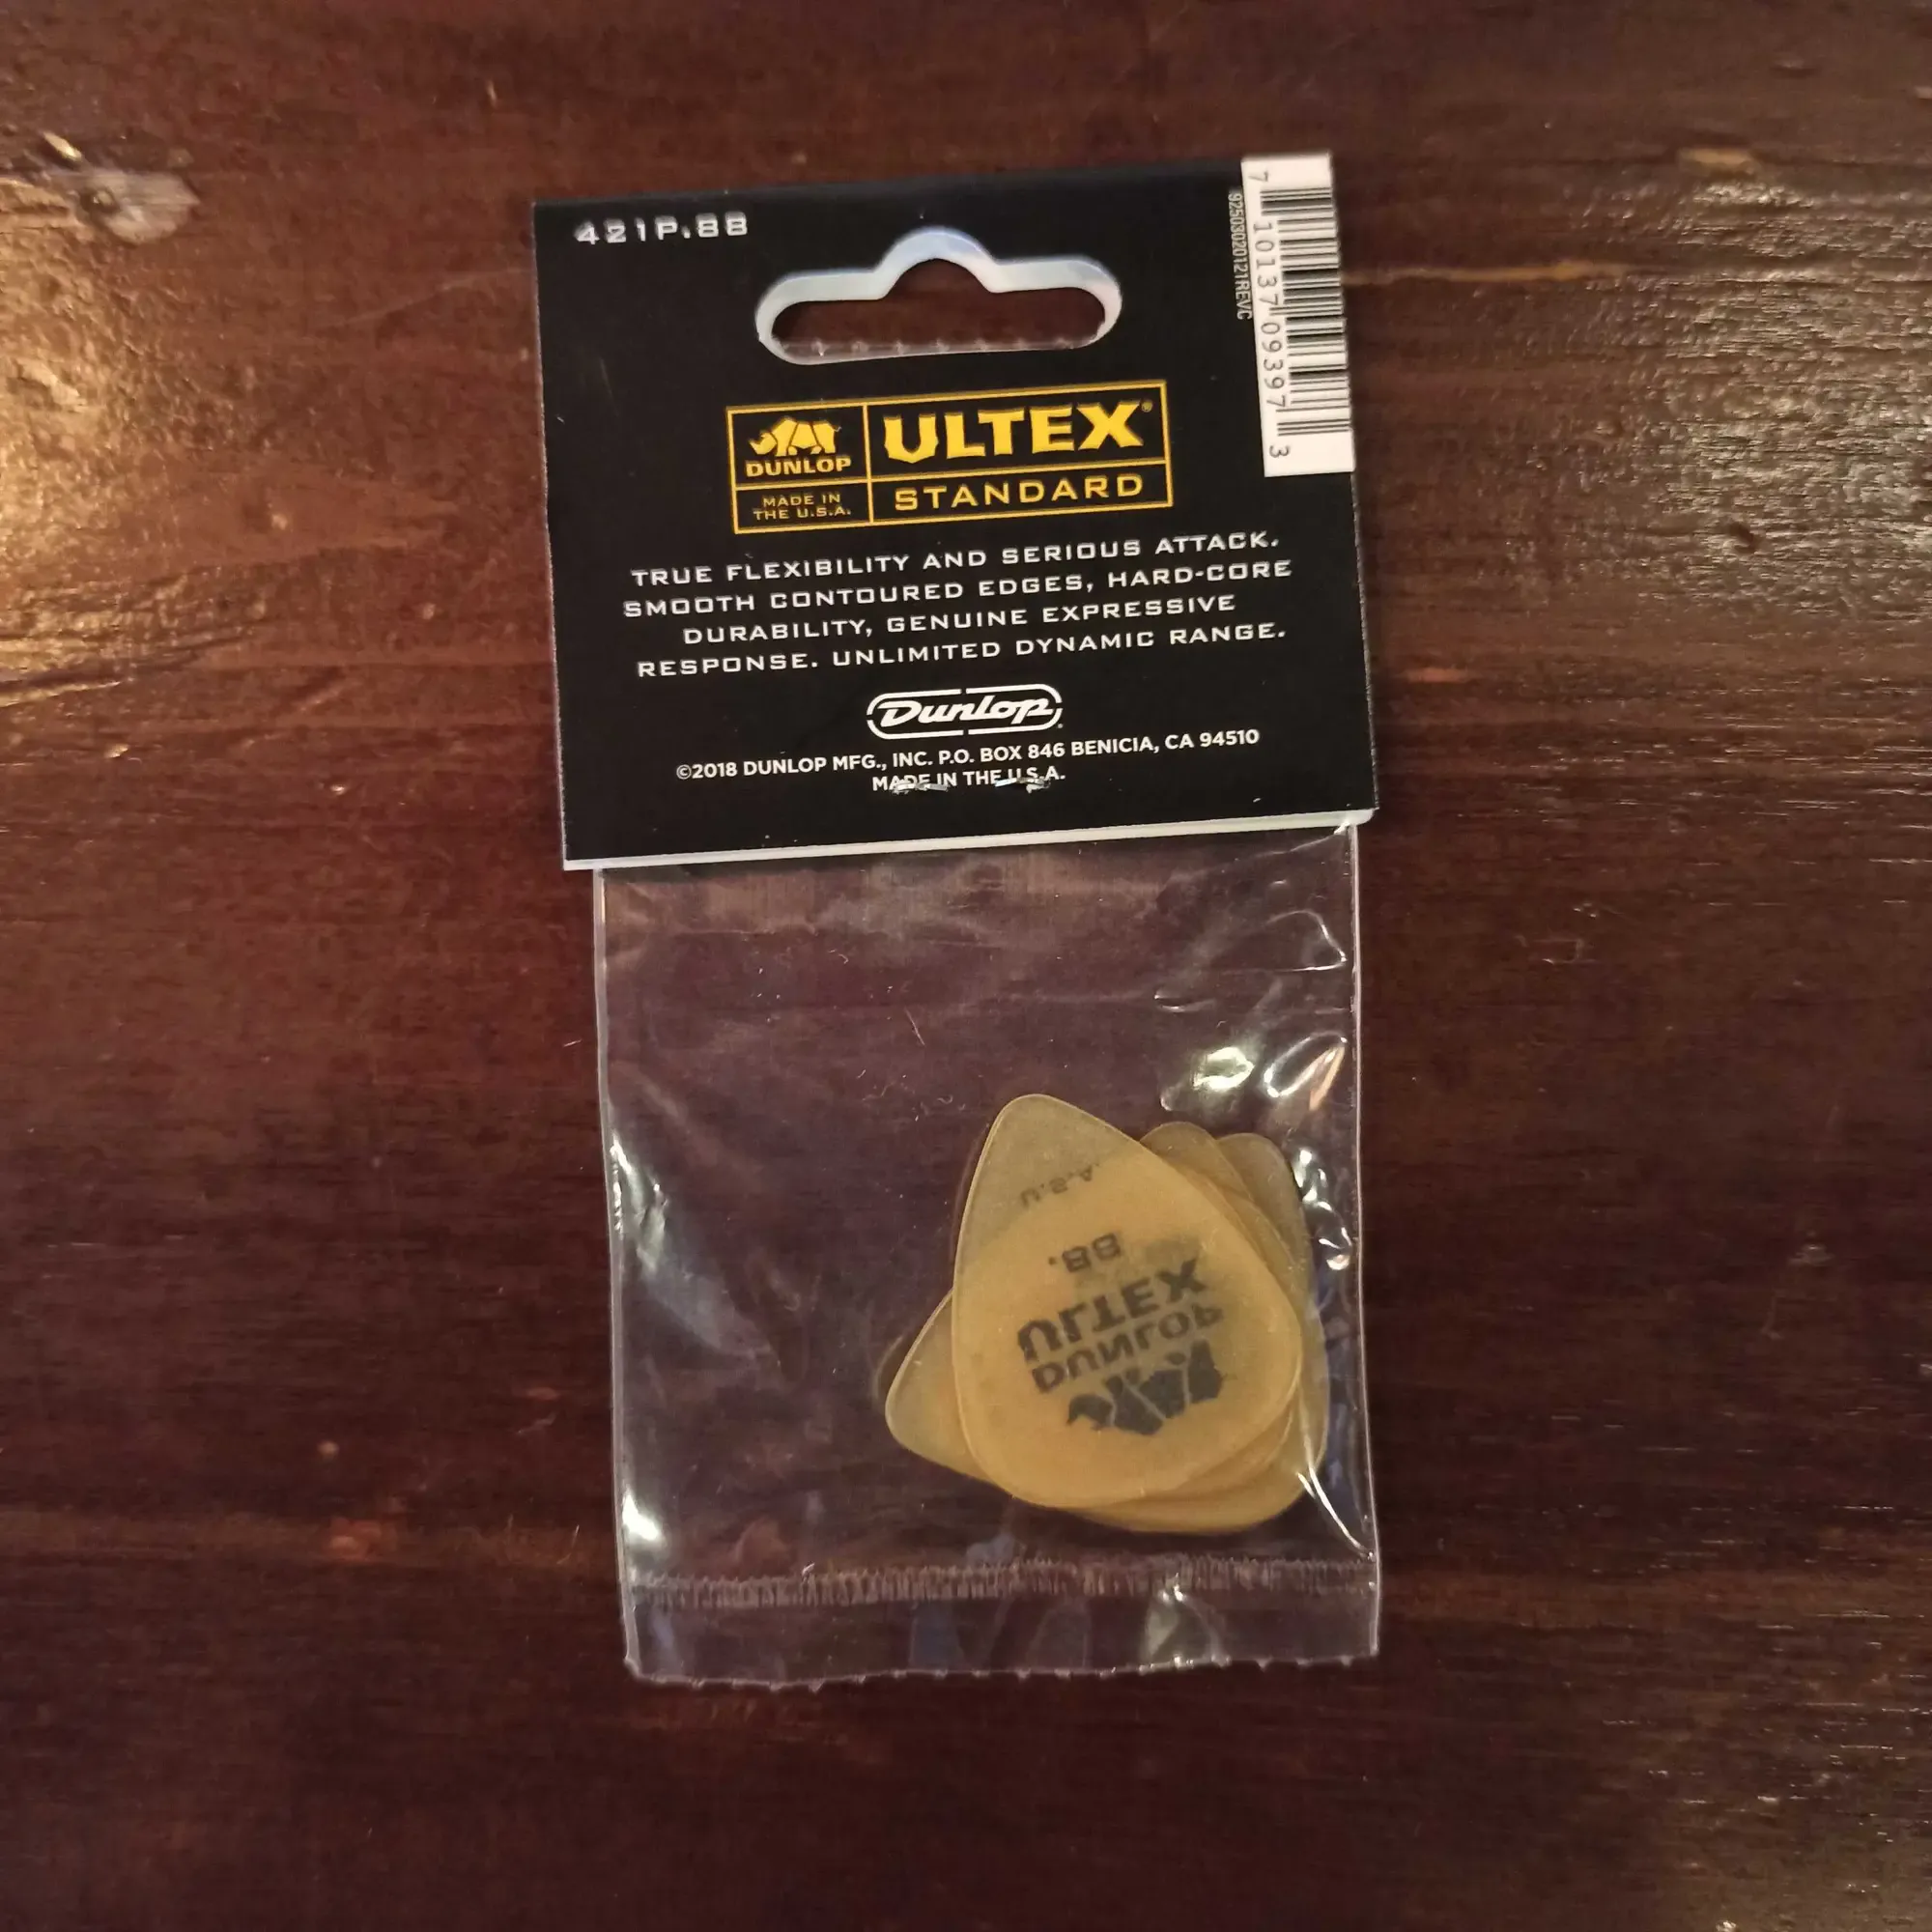 421P.88
7 10137 09397 3
9250302012​1REVC
DUNLOP
MADE IN
THE U.S.A.
ULTEX®
STANDARD
TRUE FLEXIBILITY AND SERIOUS ATTACK.
SMOOTH CONTOURED EDGES, HARD-CORE
DURABILITY, GENUINE EXPRESSIVE
RESPONSE. UNLIMITED DYNAMIC RANGE.
Dunlop
©2018 DUNLOP MFG., INC. P.O. BOX 846 BENICIA, CA 94510
MADE IN THE U.S.A.
U.S.A.
.88
ULTEX
DUNLOP